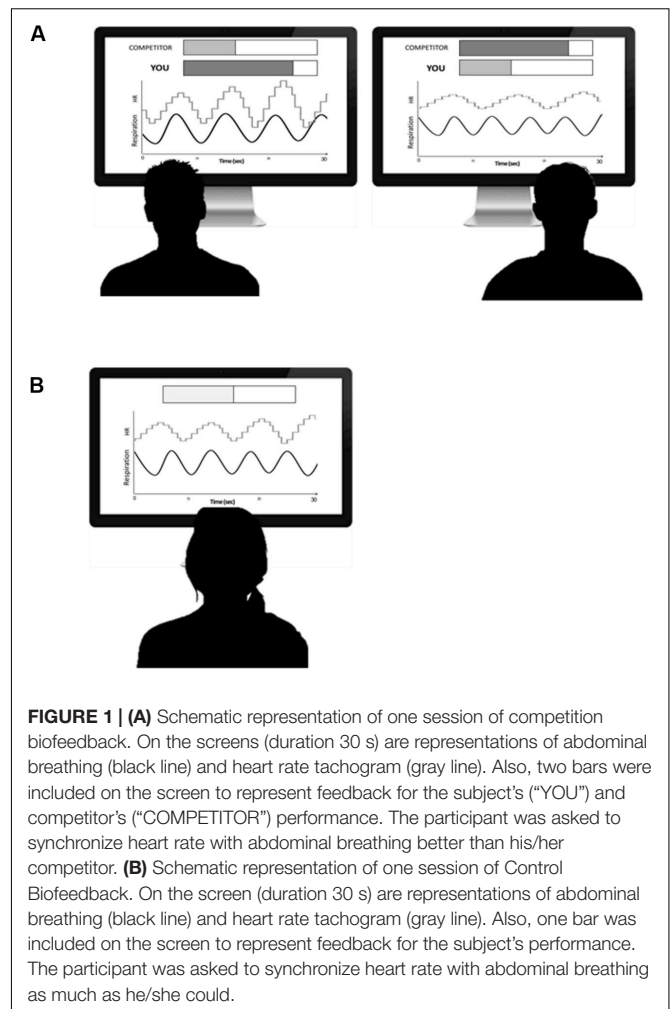 A
COMPETITOR
YOU
HR
Respiration
0
Time (sec)
30
COMPETITOR
YOU
HR
Respiration
0
Time (sec)
30
B
HR
Respiration
0
Time (sec)
30
FIGURE 1 | (A) Schematic representation of one session of competition
biofeedback. On the screens (duration 30 s) are representations of abdominal
breathing (black line) and heart rate tachogram (gray line). Also, two bars were
included on the screen to represent feedback for the subject's (“YOU”) and
competitor's (“COMPETITOR”) performance. The participant was asked to
synchronize heart rate with abdominal breathing better than his/her
competitor. (B) Schematic representation of one session of Control
Biofeedback. On the screen (duration 30 s) are representations of abdominal
breathing (black line) and heart rate tachogram (gray line). Also, one bar was
included on the screen to represent feedback for the subject's performance.
The participant was asked to synchronize heart rate with abdominal breathing
as much as he/she could.